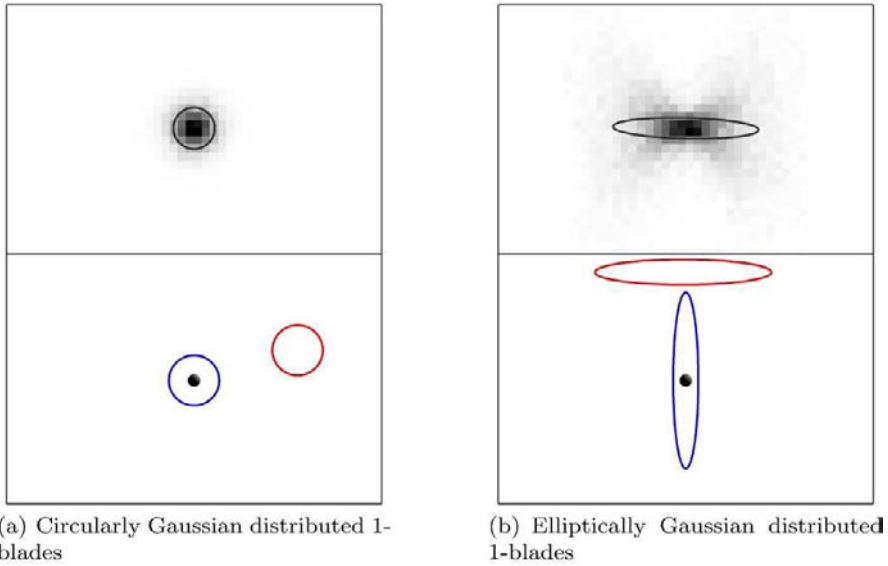 (a) Circularly Gaussian distributed 1-
blades
(b) Elliptically Gaussian distributed
1-blades